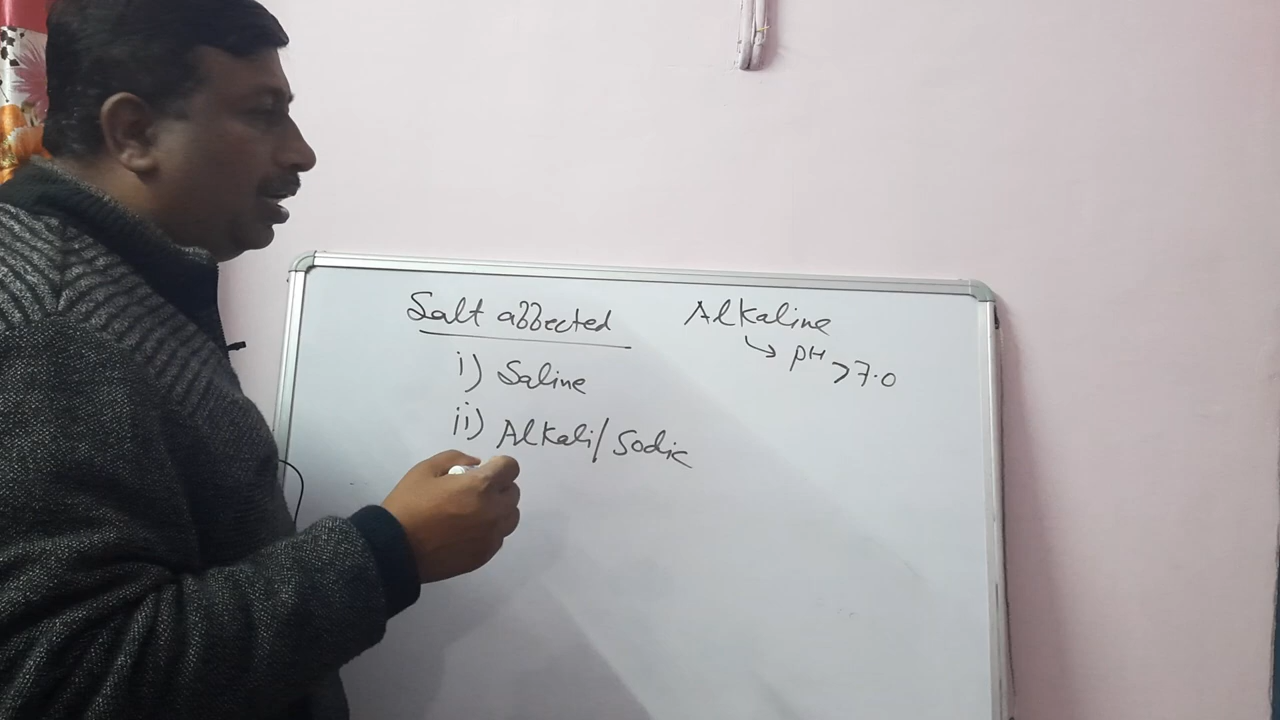 Salt affected
i) Saline
ii) Alkali/Sodic
Alkaline
↳ pH >7.0